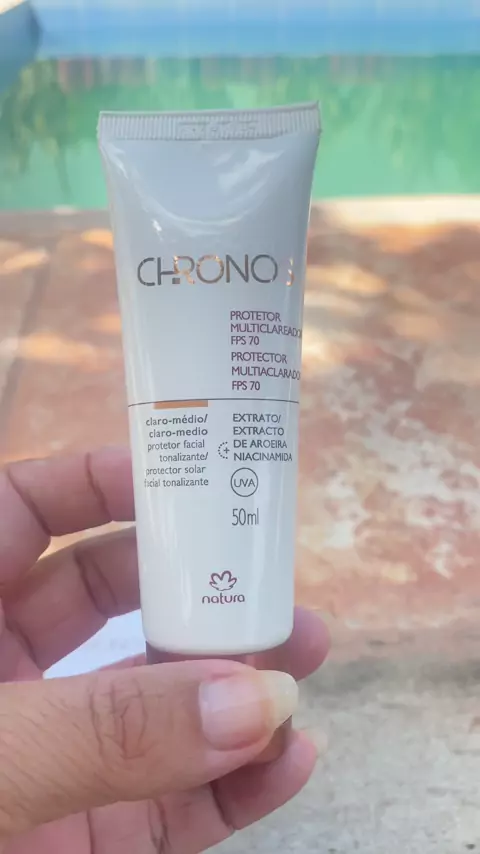 CHRONOS
PROTETOR
MULTICLAREADOR
FPS 70
PROTECTOR
MULTIACLARADOR
FPS 70
claro-médio/
claro-medio
protetor facial
tonalizante/
protector solar
facial tonalizante
EXTRATO/
EXTRACTO
DE AROEIRA
+ NIACINAMIDA
UVA
50ml
natura